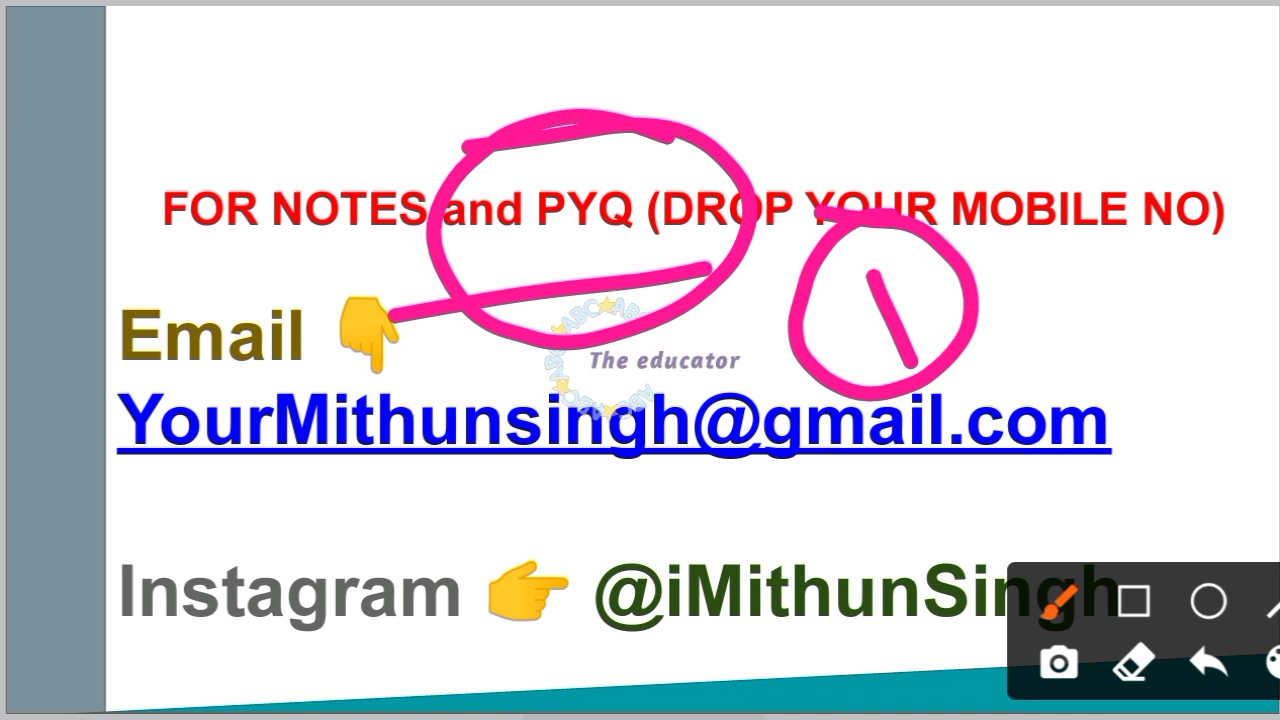 FOR NOTES and PYQ (DROP YOUR MOBILE NO)
Email 👇
The educator
YourMithunsingh@gmail.com
Instagram 👉 @iMithunSingh